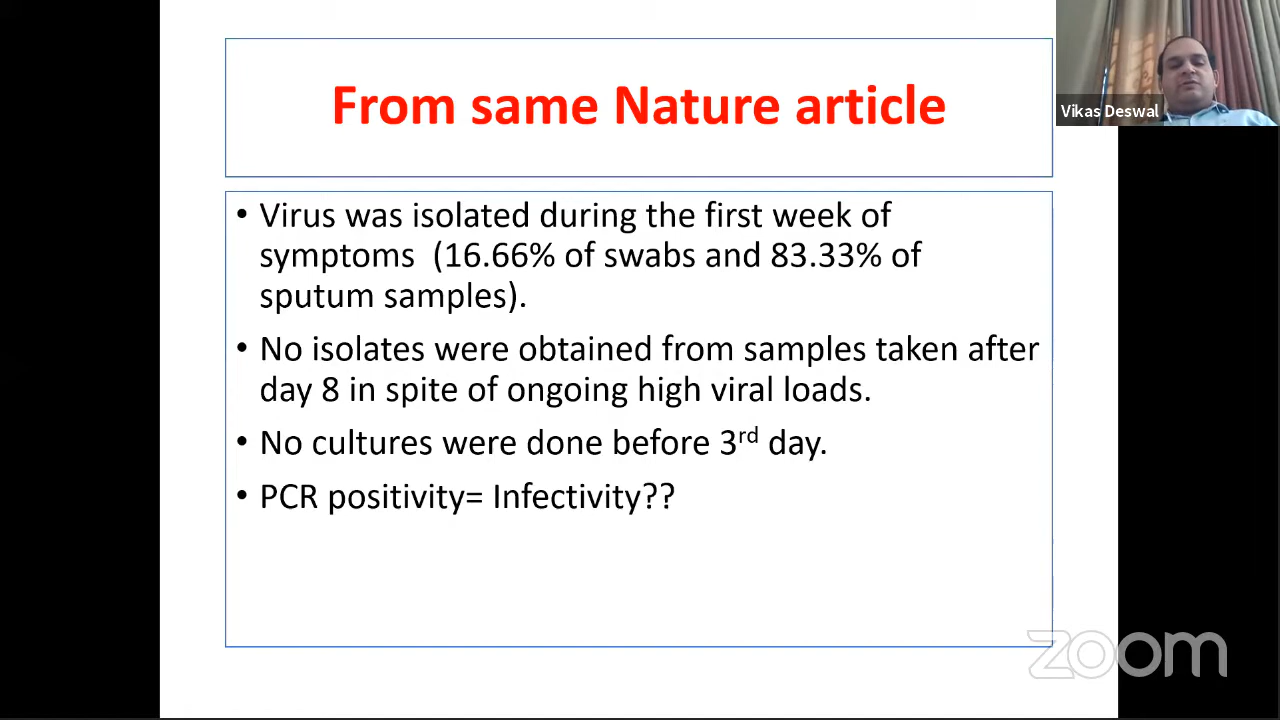 From same Nature article
Vikas Deswal
• Virus was isolated during the first week of
symptoms (16.66% of swabs and 83.33% of
sputum samples).
• No isolates were obtained from samples taken after
day 8 in spite of ongoing high viral loads.
• No cultures were done before 3rd day.
• PCR positivity= Infectivity??
zoom